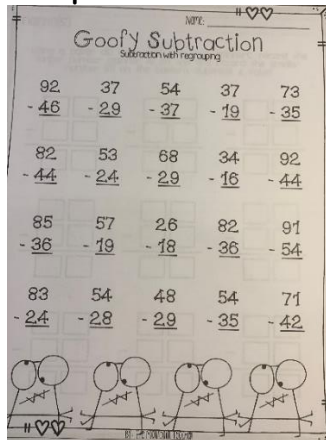 NAME:
Goofy Subtraction
Subtraction with regrouping
92 37 54 37 73
- 46 - 29 - 37 - 19 - 35
82 53 68 34 92
- 44 - 24 - 29 - 16 - 44
85 57 26 82 91
- 36 - 19 - 18 - 36 - 54
83 54 48 54 71
- 24 - 28 - 29 - 35 - 42